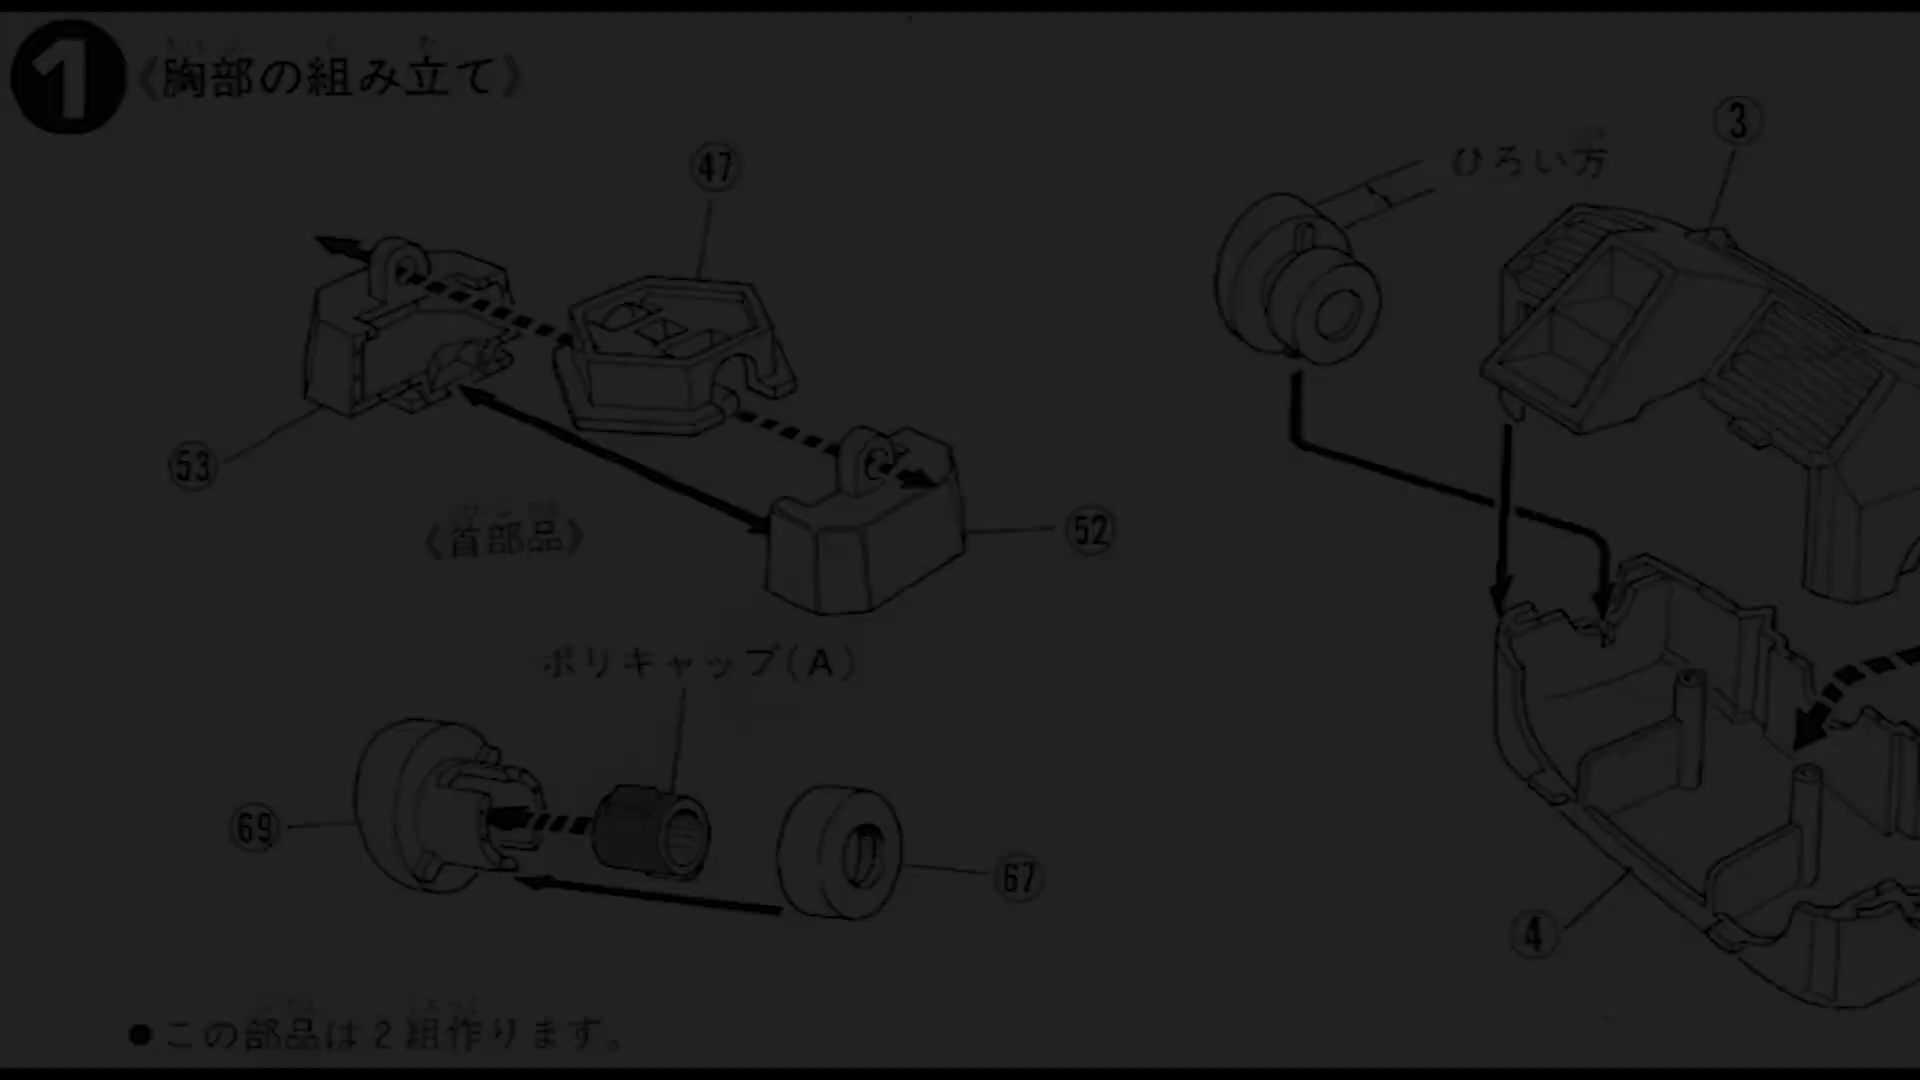 1《胸部の組み立て》
47
53
52
《首部品》
ポリキャップ(A)
69
67
●この部品は2組作ります。
ひろい方
3
4